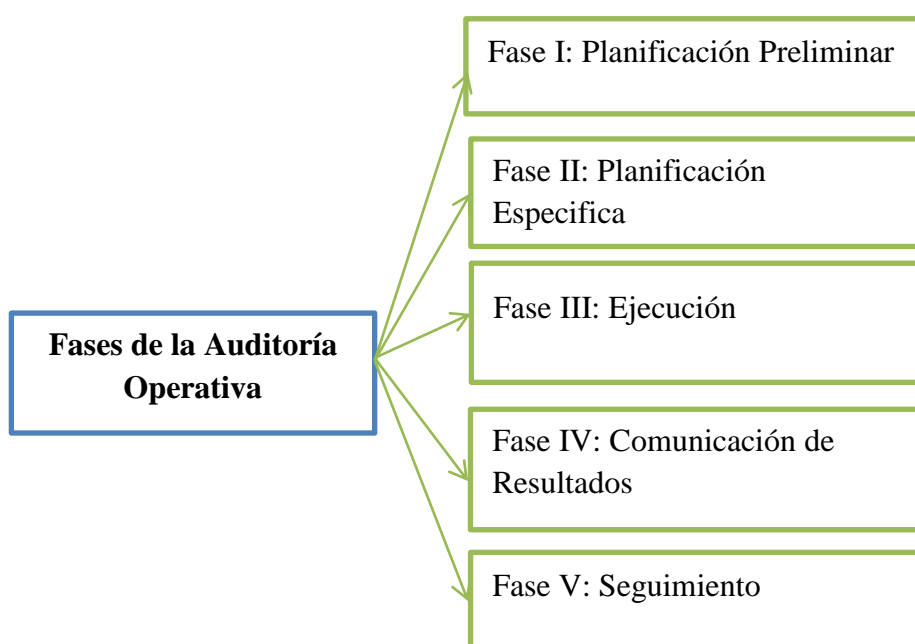 Fase I: Planificación Preliminar
Fase II: Planificación
Especifica
Fase III: Ejecución
Fases de la Auditoría
Operativa
Fase IV: Comunicación de
Resultados
Fase V: Seguimiento